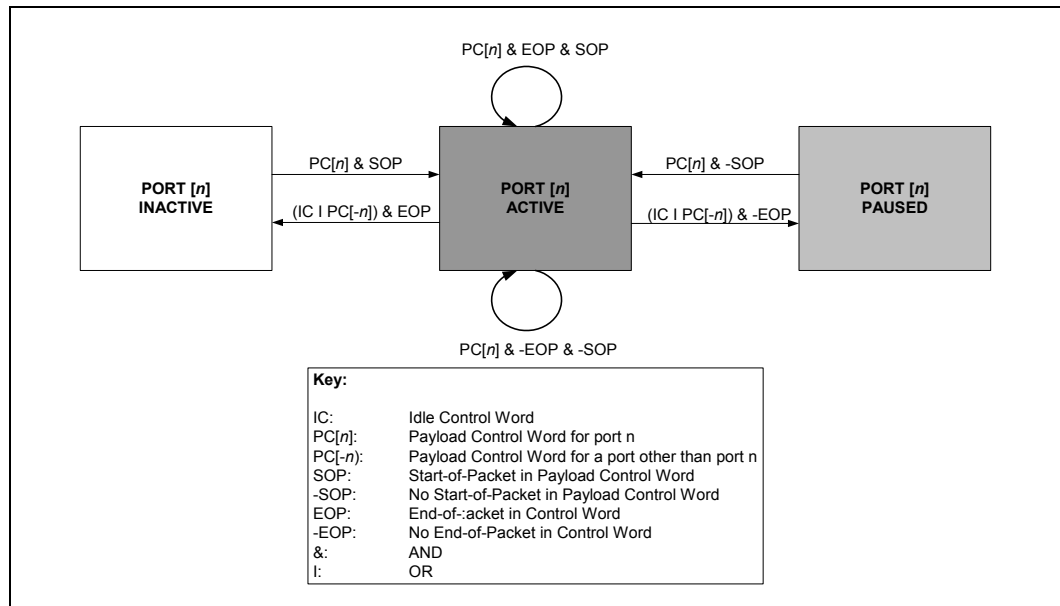 PC[n] & EOP & SOP
PORT [n]
INACTIVE
PC[n] & SOP
(IC I PC[-n]) & EOP
PORT [n]
ACTIVE
PC[n] & -SOP
(IC I PC[-n]) & -EOP
PORT [n]
PAUSED
PC[n] & -EOP & -SOP
Key:
IC: Idle Control Word
PC[n]: Payload Control Word for port n
PC[-n): Payload Control Word for a port other than port n
SOP: Start-of-Packet in Payload Control Word
-SOP: No Start-of-Packet in Payload Control Word
EOP: End-of-:acket in Control Word
-EOP: No End-of-Packet in Control Word
&: AND
I: OR